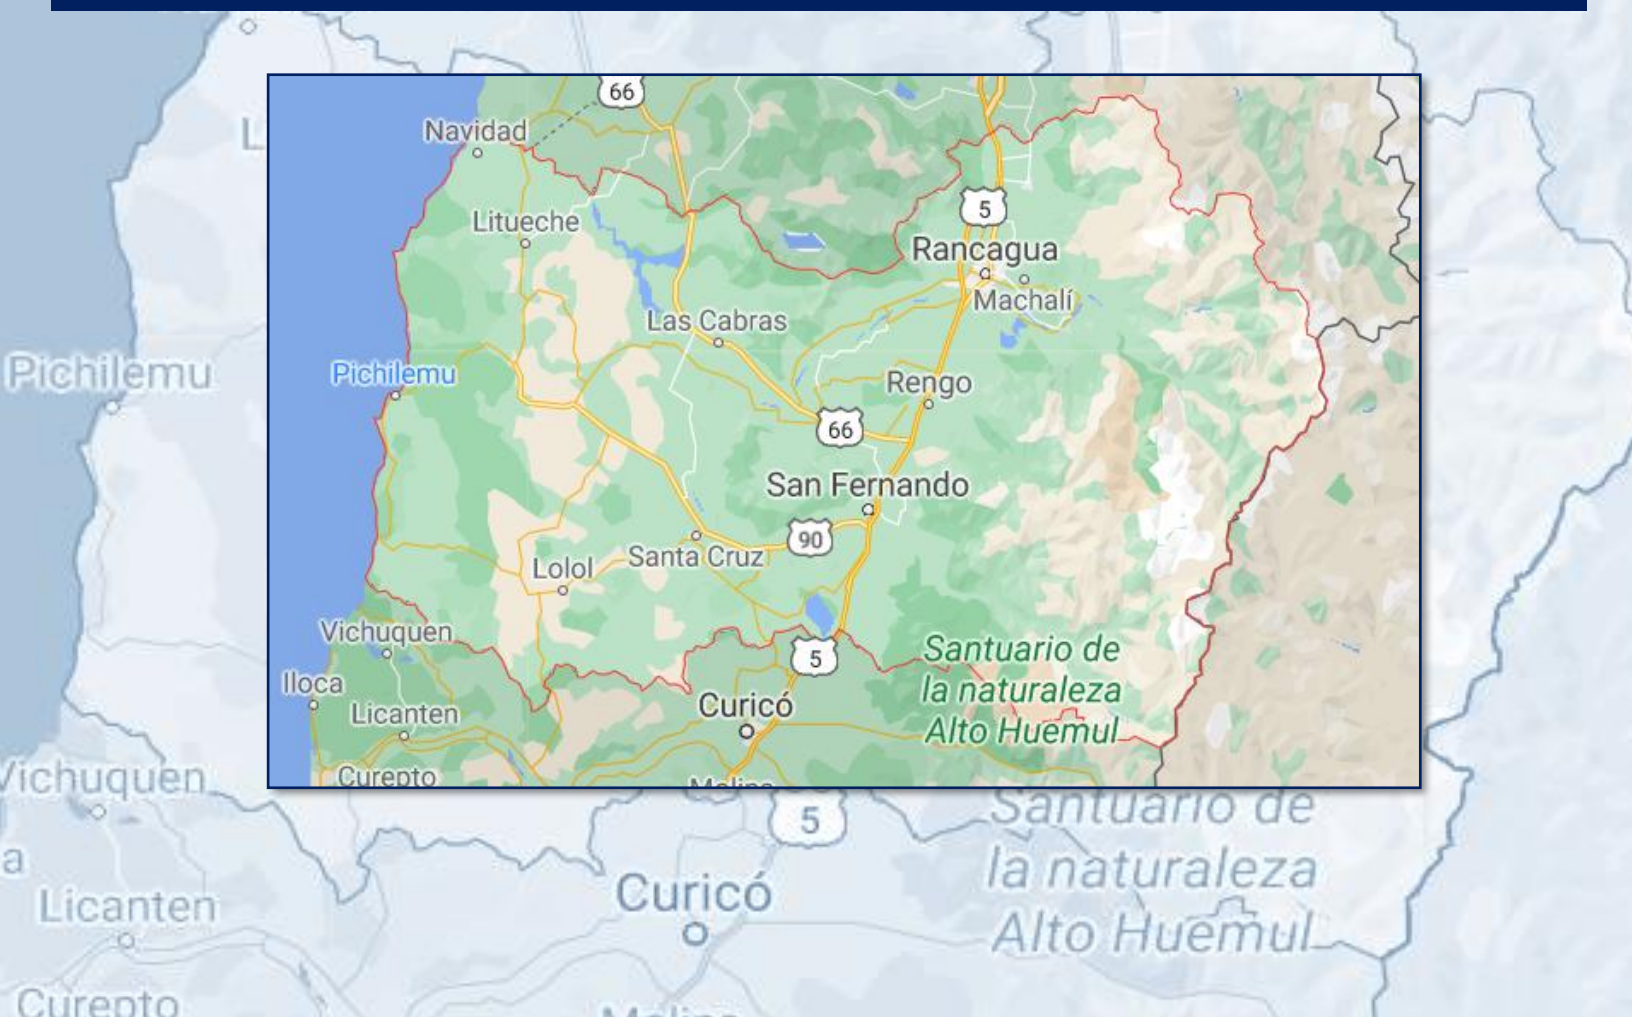 66
Navidad
Litueche
5
Rancagua
Machalí
Las Cabras
Pichilemu
Rengo
66
San Fernando
90
Santa Cruz
Lolol
Vichuquen
5
Santuario de
la naturaleza
Alto Huemul
Iloca
Licanten
Curicó
Curepto
Molina
L
Pichilemu
Vichuquen
a
Licanten
Curepto
5
Curicó
Molina
Santuario de
la naturaleza
Alto Huemul